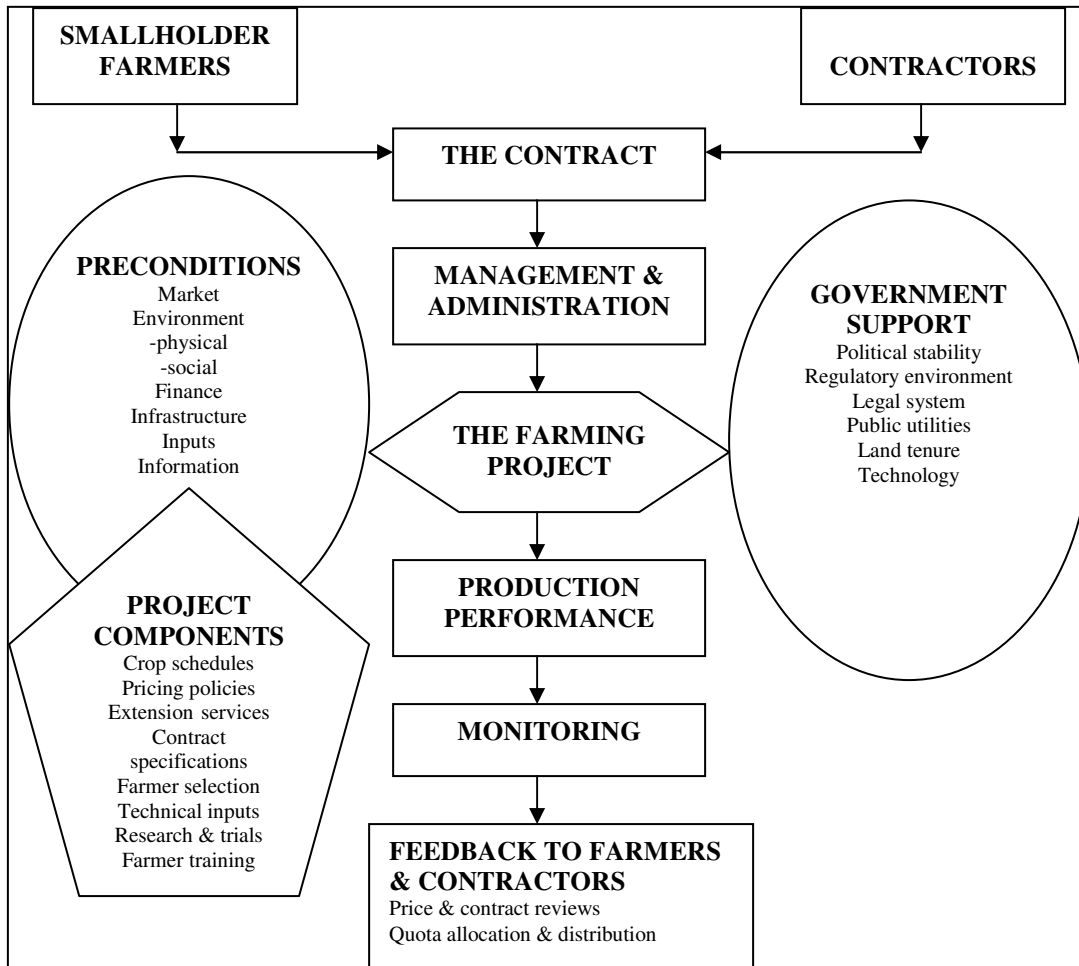 SMALLHOLDER
FARMERS
CONTRACTORS
THE CONTRACT
MANAGEMENT &
ADMINISTRATION
PRECONDITIONS
Market
Environment
-physical
-social
Finance
Infrastructure
Inputs
Information
GOVERNMENT
SUPPORT
Political stability
Regulatory environment
Legal system
Public utilities
Land tenure
Technology
THE FARMING
PROJECT
PRODUCTION
PERFORMANCE
PROJECT
COMPONENTS
Crop schedules
Pricing policies
Extension services
Contract
specifications
Farmer selection
Technical inputs
Research & trials
Farmer training
MONITORING
FEEDBACK TO FARMERS
& CONTRACTORS
Price & contract reviews
Quota allocation & distribution